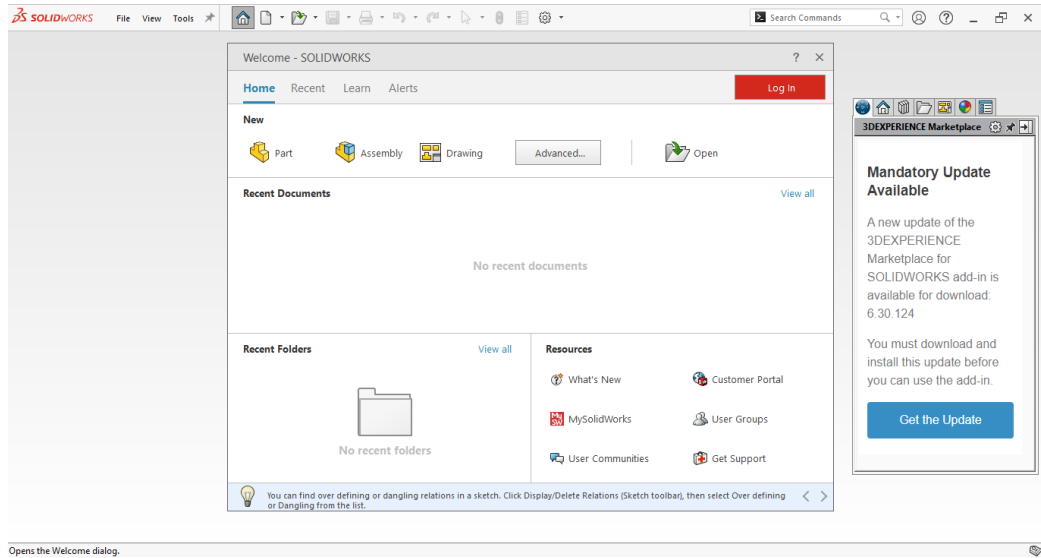 SOLIDWORKS File View Tools Search Commands
Welcome - SOLIDWORKS
Home Recent Learn Alerts Log In
New
Part Assembly Drawing Advanced... Open
Recent Documents View all
No recent documents
Recent Folders View all
No recent folders
Resources
What's New Customer Portal
MySolidWorks User Groups
User Communities Get Support
You can find over defining or dangling relations in a sketch. Click Display/Delete Relations (Sketch toolbar), then select Over defining
or Dangling from the list.
3DEXPERIENCE Marketplace
Mandatory Update
Available
A new update of the
3DEXPERIENCE
Marketplace for
SOLIDWORKS add-in is
available for download:
6.30.124
You must download and
install this update before
you can use the add-in.
Get the Update
Opens the Welcome dialog.